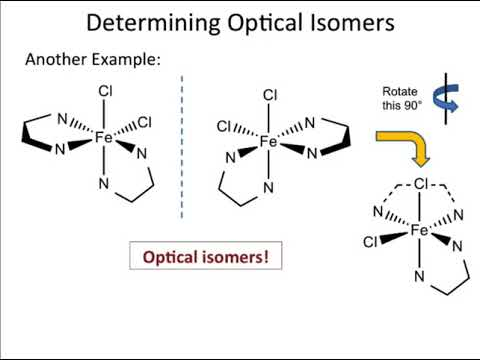 Determining Optical Isomers
Another Example:
Cl
Cl
N
Fe
N
N
N
Cl
Cl
N
Fe
N
N
N
Rotate
this 90°
Cl
N
N
Cl
Fe
N
N
Optical isomers!